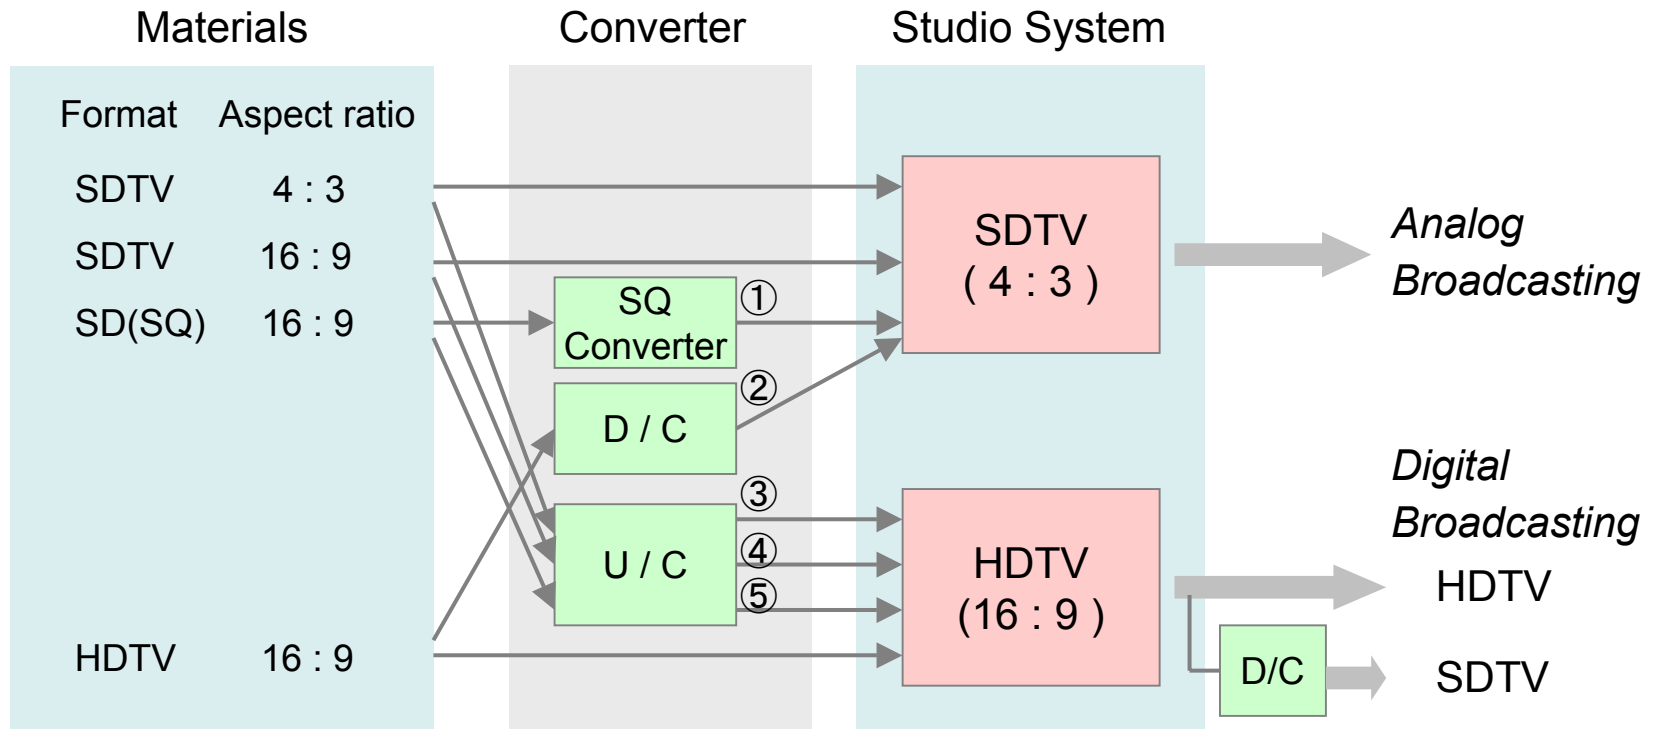 Materials
Converter
Studio System
Format Aspect ratio
SDTV 4 : 3
SDTV 16 : 9
SD(SQ) 16 : 9
HDTV 16 : 9
SQ
Converter
①
D / C
②
U / C
③
④
⑤
SDTV
( 4 : 3 )
HDTV
(16 : 9 )
Analog
Broadcasting
Digital
Broadcasting
HDTV
D/C
SDTV